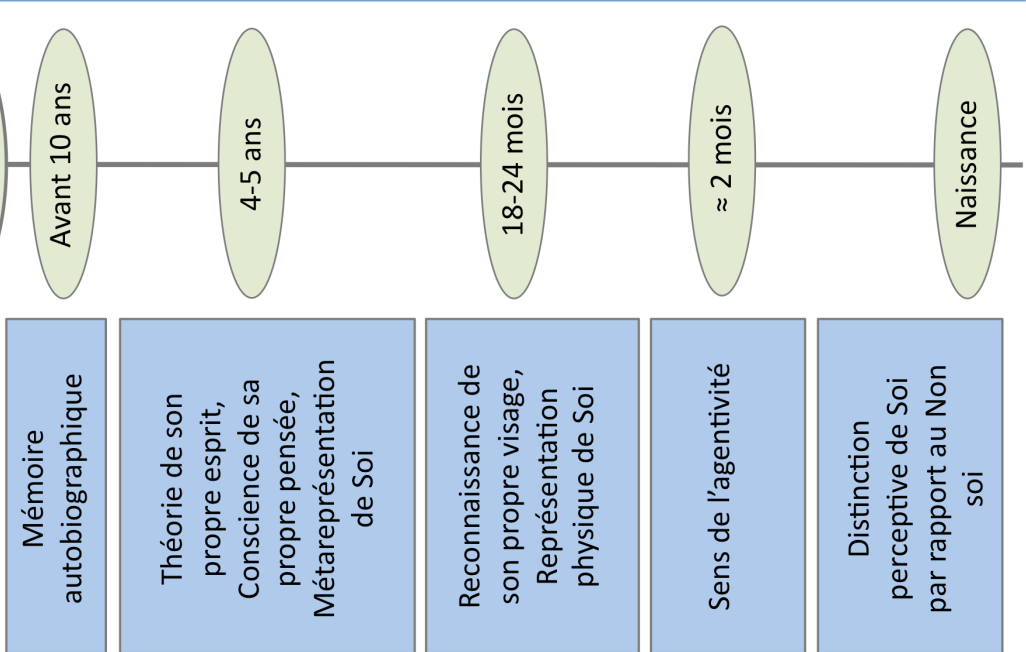 Avant 10 ans
4-5 ans
18-24 mois
≈ 2 mois
Naissance
Mémoire
autobiographique
Théorie de son
propre esprit,
Conscience de sa
propre pensée,
Métareprésentation
de Soi
Reconnaissance de
son propre visage,
Représentation
physique de Soi
Sens de l’agentivité
Distinction
perceptive de Soi
par rapport au Non
soi